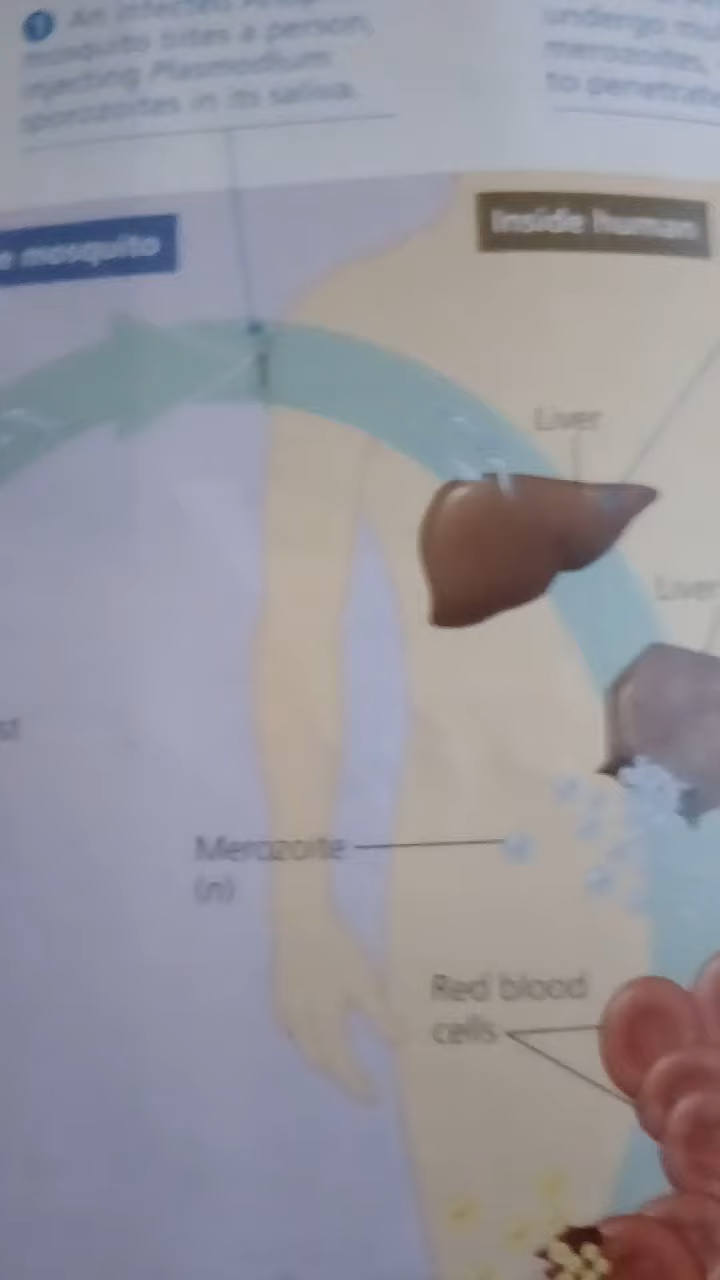 1 An infected
mosquito bites a person,
injecting Plasmodium
sporozoites in its saliva.
undergo
merozoites,
to penetrate
mosquito
Inside human
Liver
Liver
Merozoite
(n)
Red blood
cells